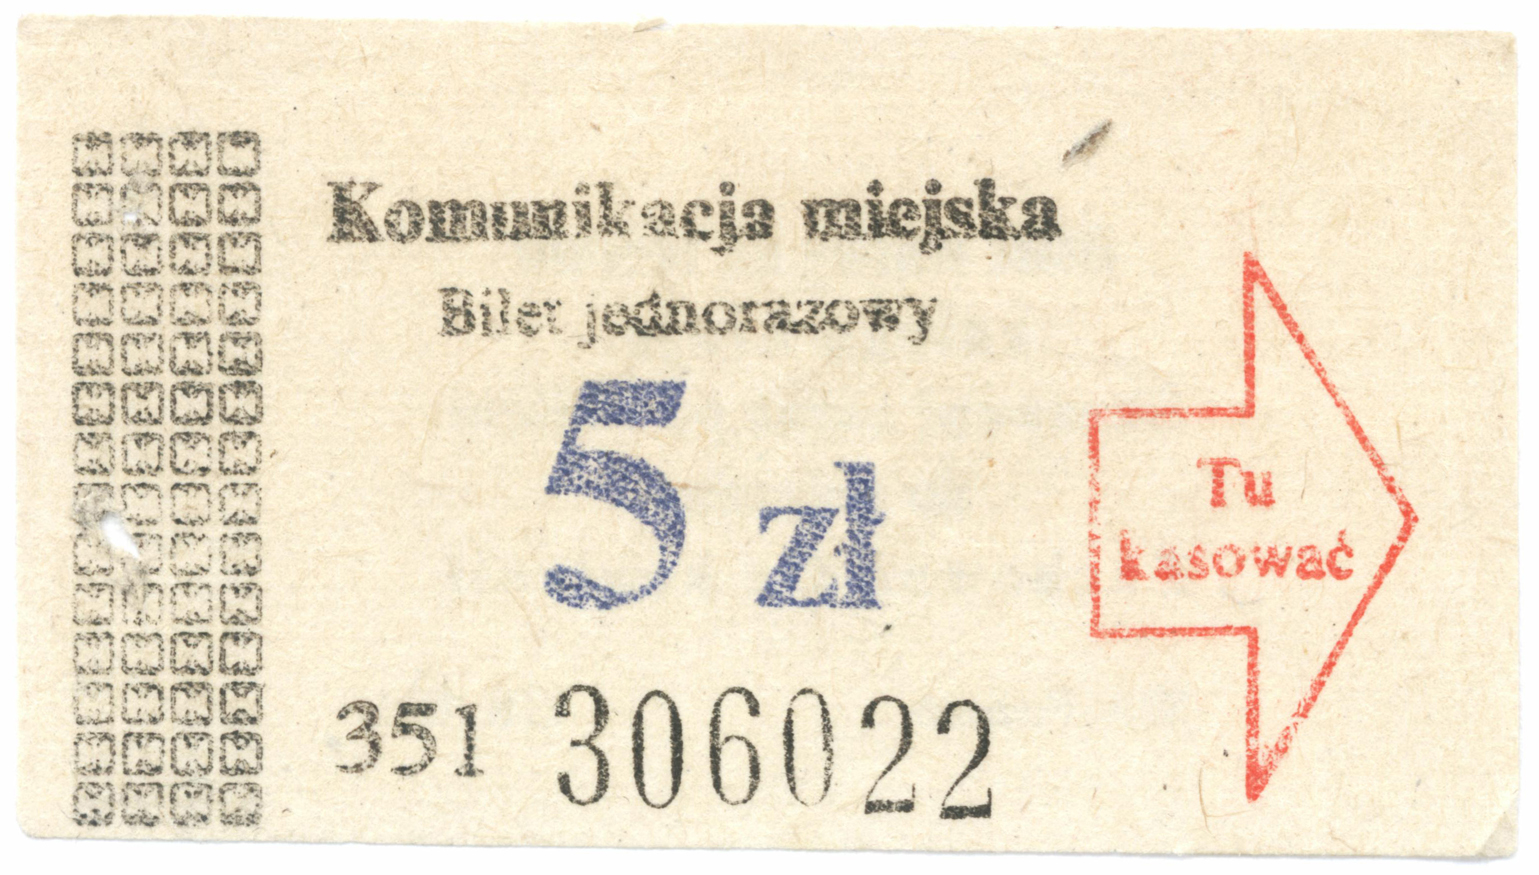 Komunikacja miejska
Bilet jednorazowy
5 zł
Tu
kasować
351 306022